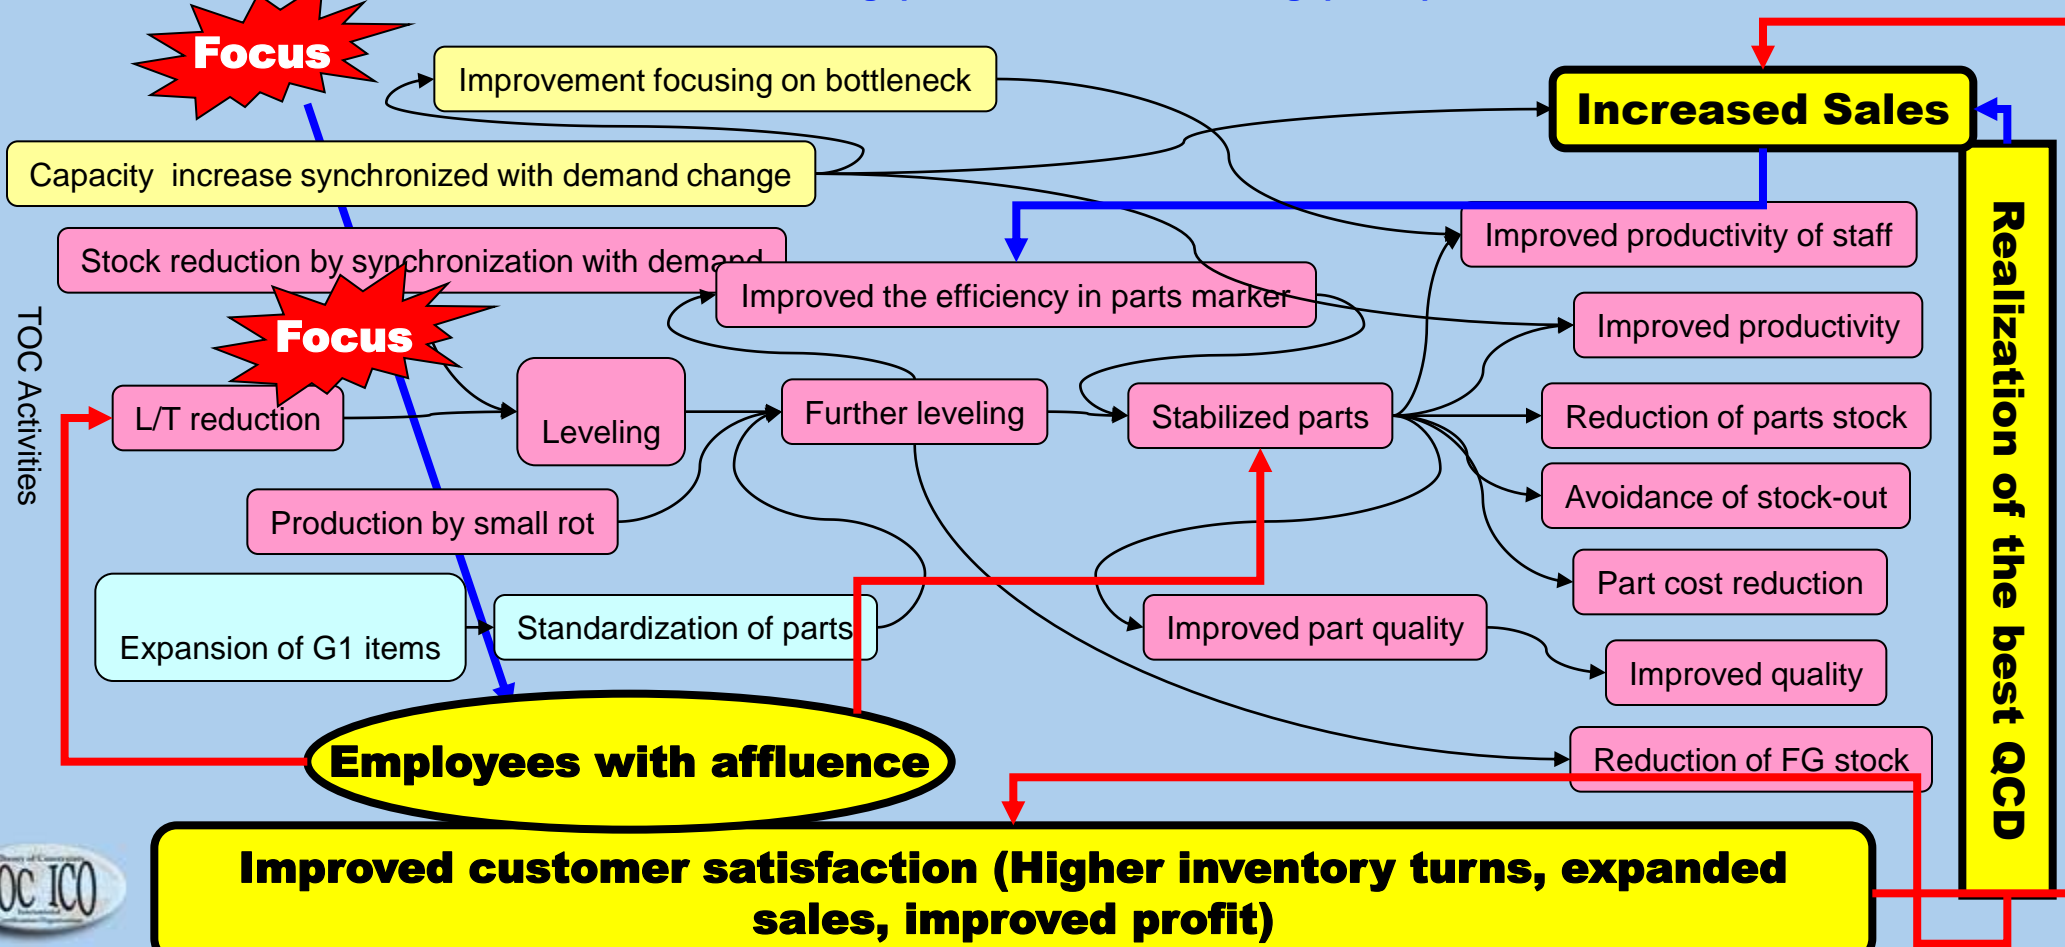 Focus
Improvement focusing on bottleneck
Increased Sales
Capacity  increase synchronized with demand change
Stock reduction by synchronization with demand
Improved productivity of staff
Improved the efficiency in parts marker
Improved productivity
Focus
L/T reduction
Leveling
Further leveling
Stabilized parts
Reduction of parts stock
Avoidance of stock-out
Production by small rot
Part cost reduction
Expansion of G1 items
Standardization of parts
Improved part quality
Improved quality
Reduction of FG stock
Employees with affluence
TOC Activities
Realization of the best QCD
Improved customer satisfaction (Higher inventory turns, expanded
sales, improved profit)
OC ICO